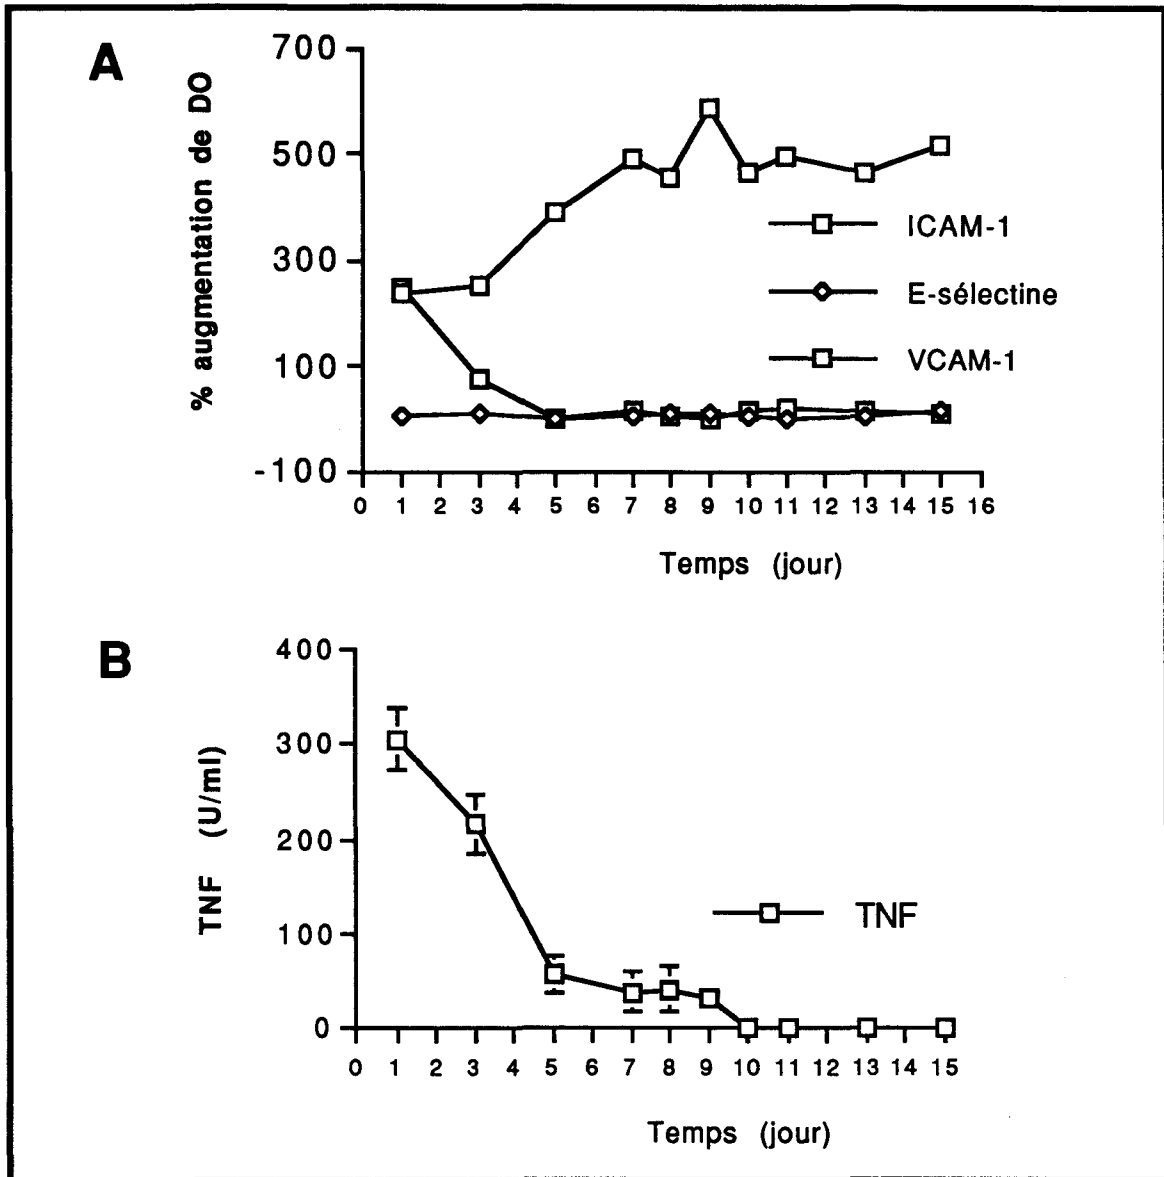 A
% augmentation de DO
700
500
300
100
-100
ICAM-1
E-sélectine
VCAM-1
0 1 2 3 4 5 6 7 8 9 10 11 12 13 14 15 16
Temps (jour)
B
TNF (U/ml)
400
300
200
100
0
TNF
0 1 2 3 4 5 6 7 8 9 10 11 12 13 14 15
Temps (jour)